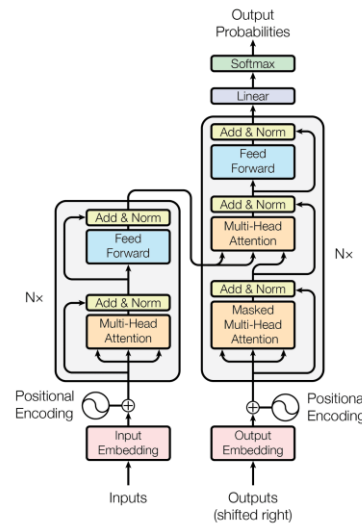 Output
Probabilities
Softmax
Linear
Add & Norm
Feed
Forward
Add & Norm
Multi-Head
Attention
Add & Norm
Masked
Multi-Head
Attention
N×
Positional
Encoding
Output
Embedding
Outputs
(shifted right)
Add & Norm
Feed
Forward
Add & Norm
Multi-Head
Attention
N×
Positional
Encoding
Input
Embedding
Inputs